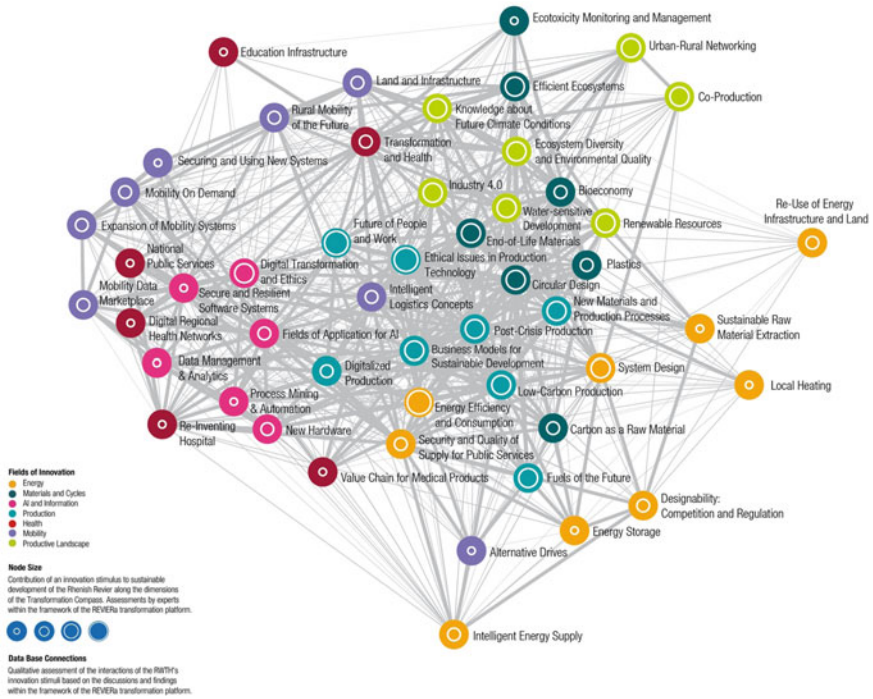 Ecotoxicity Monitoring and Management
Education Infrastructure
Urban-Rural Networking
Land and Infrastructure
Efficient Ecosystems
Co-Production
Rural Mobility
of the Future
Knowledge about
Future Climate Conditions
Transformation
and Health
Ecosystem Diversity
and Environmental Quality
Securing and Using New Systems
Industry 4.0
Bioeconomy
Mobility On Demand
Re-Use of Energy
Infrastructure and Land
Water-sensitive
Development
Renewable Resources
Expansion of Mobility Systems
Future of People
and Work
End-of-Life Materials
National
Public Services
Digital Transformation
and Ethics
Ethical Issues in Production
Technology
Plastics
Mobility Data
Marketplace
Secure and Resilient
Software Systems
Intelligent
Logistics Concepts
Circular Design
New Materials and
Production Processes
Digital Regional
Health Networks
Fields of Application for AI
Post-Crisis Production
Sustainable Raw
Material Extraction
Business Models for
Sustainable Development
Data Management
& Analytics
Digitalized
Production
System Design
Low-Carbon Production
Local Heating
Process Mining
& Automation
Energy Efficiency
and Consumption
Re-Inventing
Hospital
New Hardware
Security and Quality of
Supply for Public Services
Carbon as a Raw Material
Value Chain for Medical Products
Fuels of the Future
Designability:
Competition and Regulation
Energy Storage
Alternative Drives
Intelligent Energy Supply
Fields of Innovation
Energy
Materials and Cycles
AI and Information
Production
Health
Mobility
Productive Landscape
Node Size
Contribution of an innovation stimulus to sustainable
development of the Rhenish Revier along the dimensions
of the Transformation Compass. Assessments by experts
within the framework of the REVIERa transformation platform.
Data Base Connections
Qualitative assessment of the interactions of the RWTH's
innovation stimuli based on the discussions and findings
within the framework of the REVIERa transformation platform.